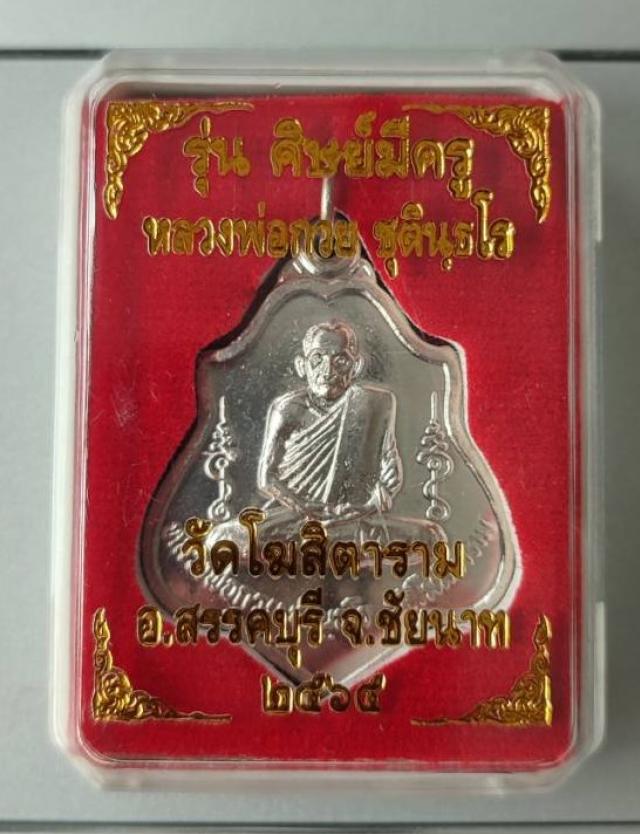 รุ่น ศิษย์มีครู
หลวงพ่อกวย ชุตินฺธโร
วัดโฆสิตาราม
อ.สรรคบุรี จ.ชัยนาท
๒๕๖๕